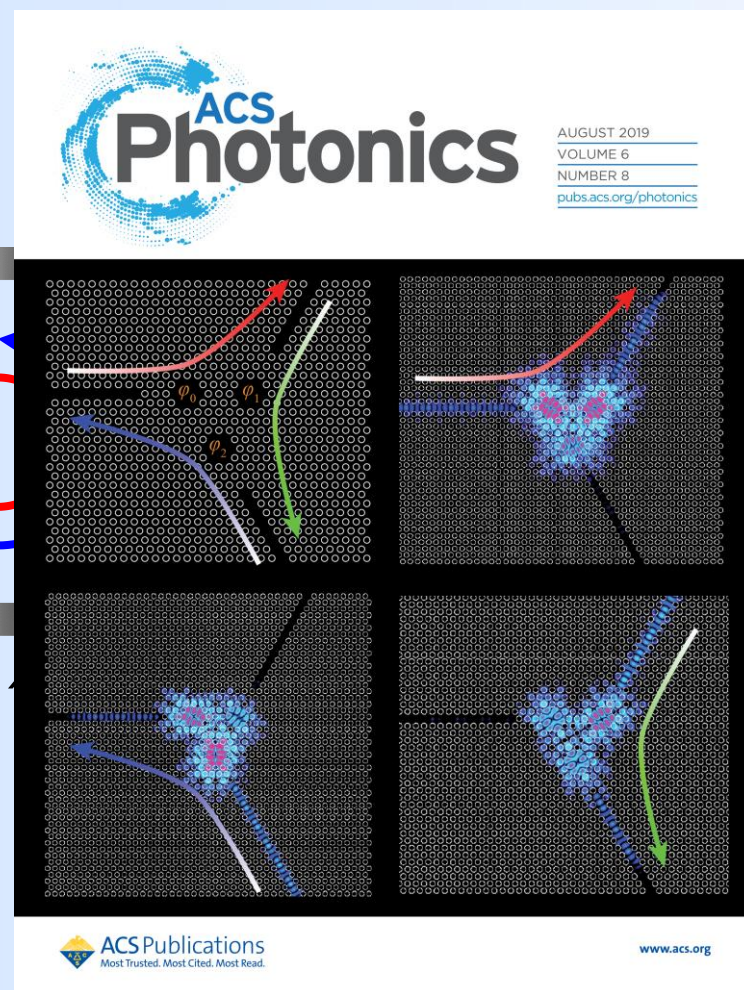 ACS
Photonics
AUGUST 2019
VOLUME 6
NUMBER 8
pubs.acs.org/photonics
φ₀ φ₁
φ₂
ACS Publications
Most Trusted. Most Cited. Most Read.
www.acs.org